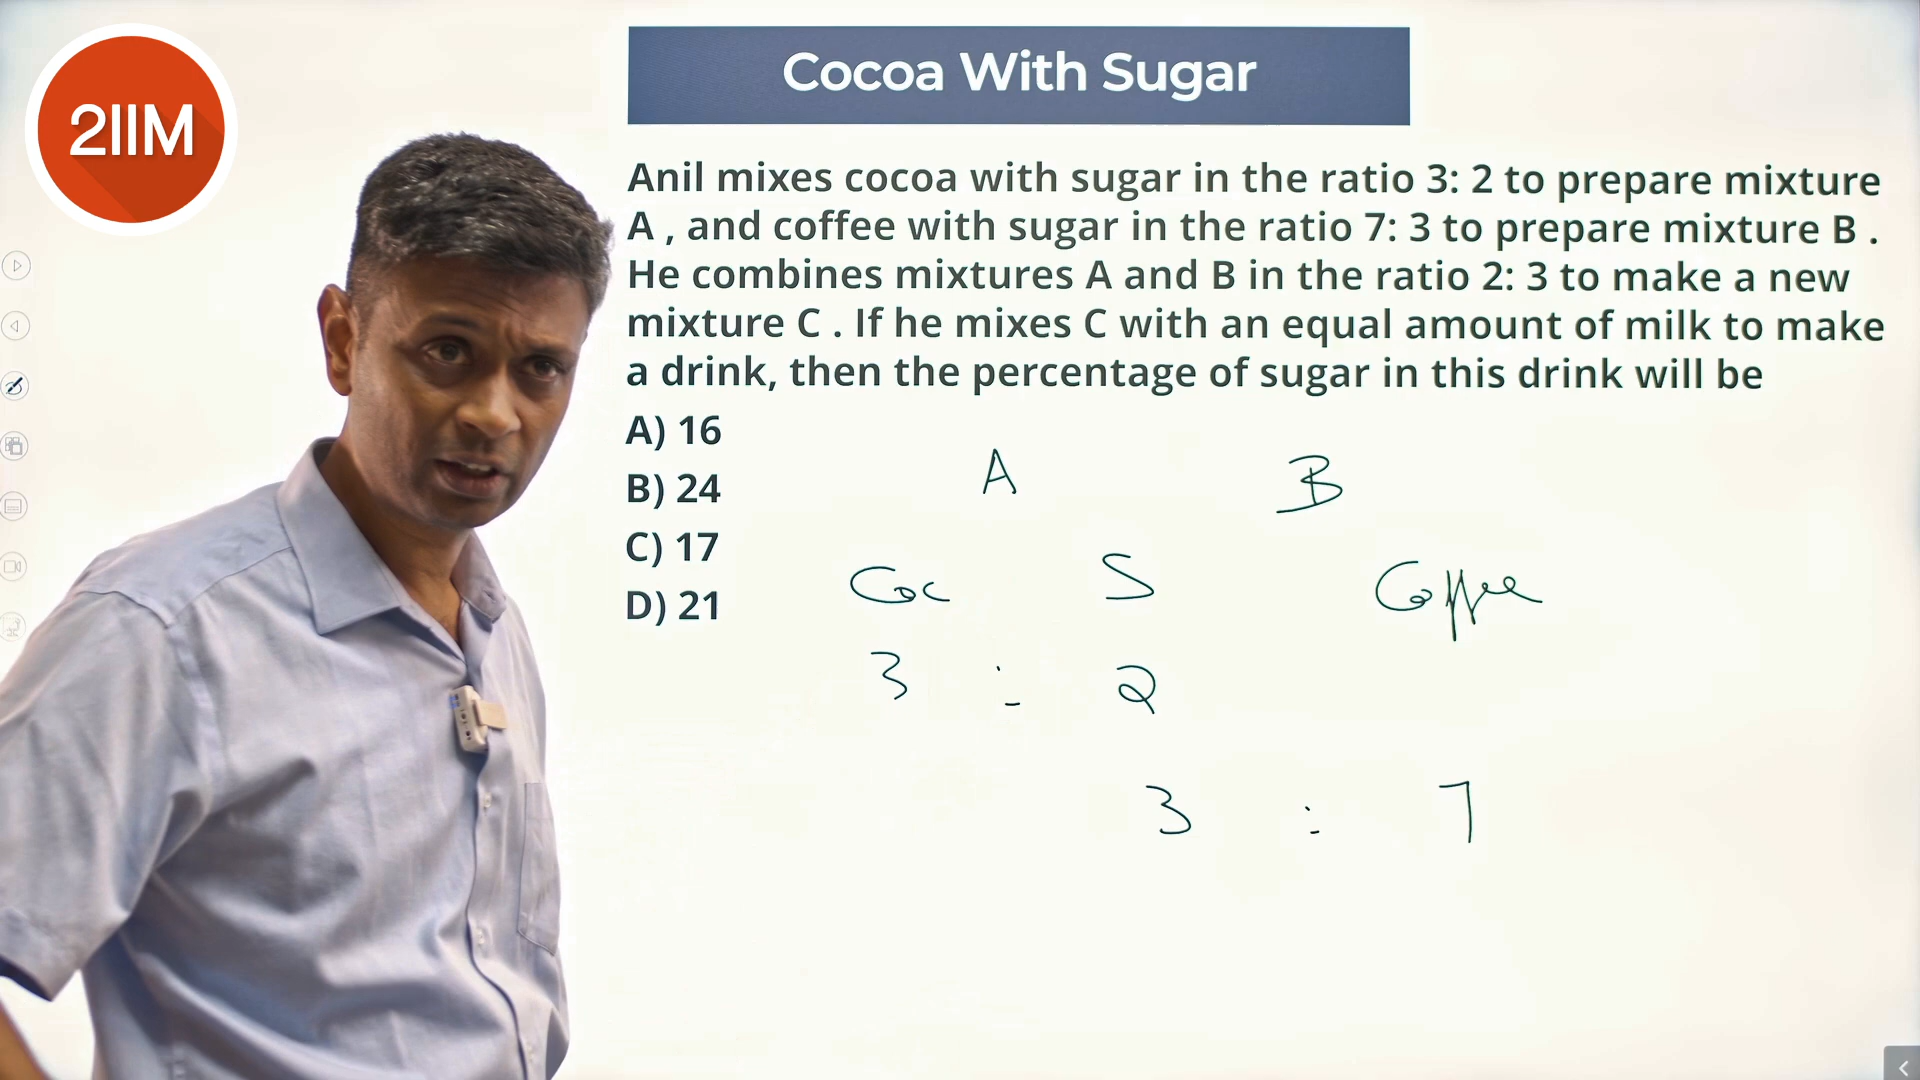 2IIM
Cocoa With Sugar
Anil mixes cocoa with sugar in the ratio 3: 2 to prepare mixture
A , and coffee with sugar in the ratio 7: 3 to prepare mixture B .
He combines mixtures A and B in the ratio 2: 3 to make a new
mixture C . If he mixes C with an equal amount of milk to make
a drink, then the percentage of sugar in this drink will be
A) 16
B) 24
C) 17
D) 21
A B
Coc S Coffee
3 : 2
3 : 7